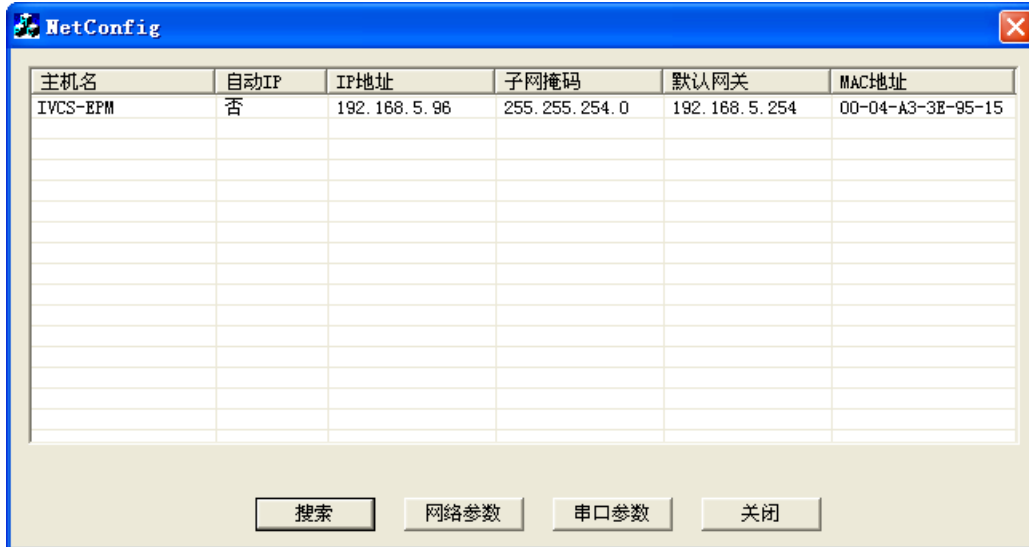 NetConfig
主机名 自动IP IP地址 子网掩码 默认网关 MAC地址
IVCS-EPM 否 192.168.5.96 255.255.254.0 192.168.5.254 00-04-A3-3E-95-15
搜索 网络参数 串口参数 关闭